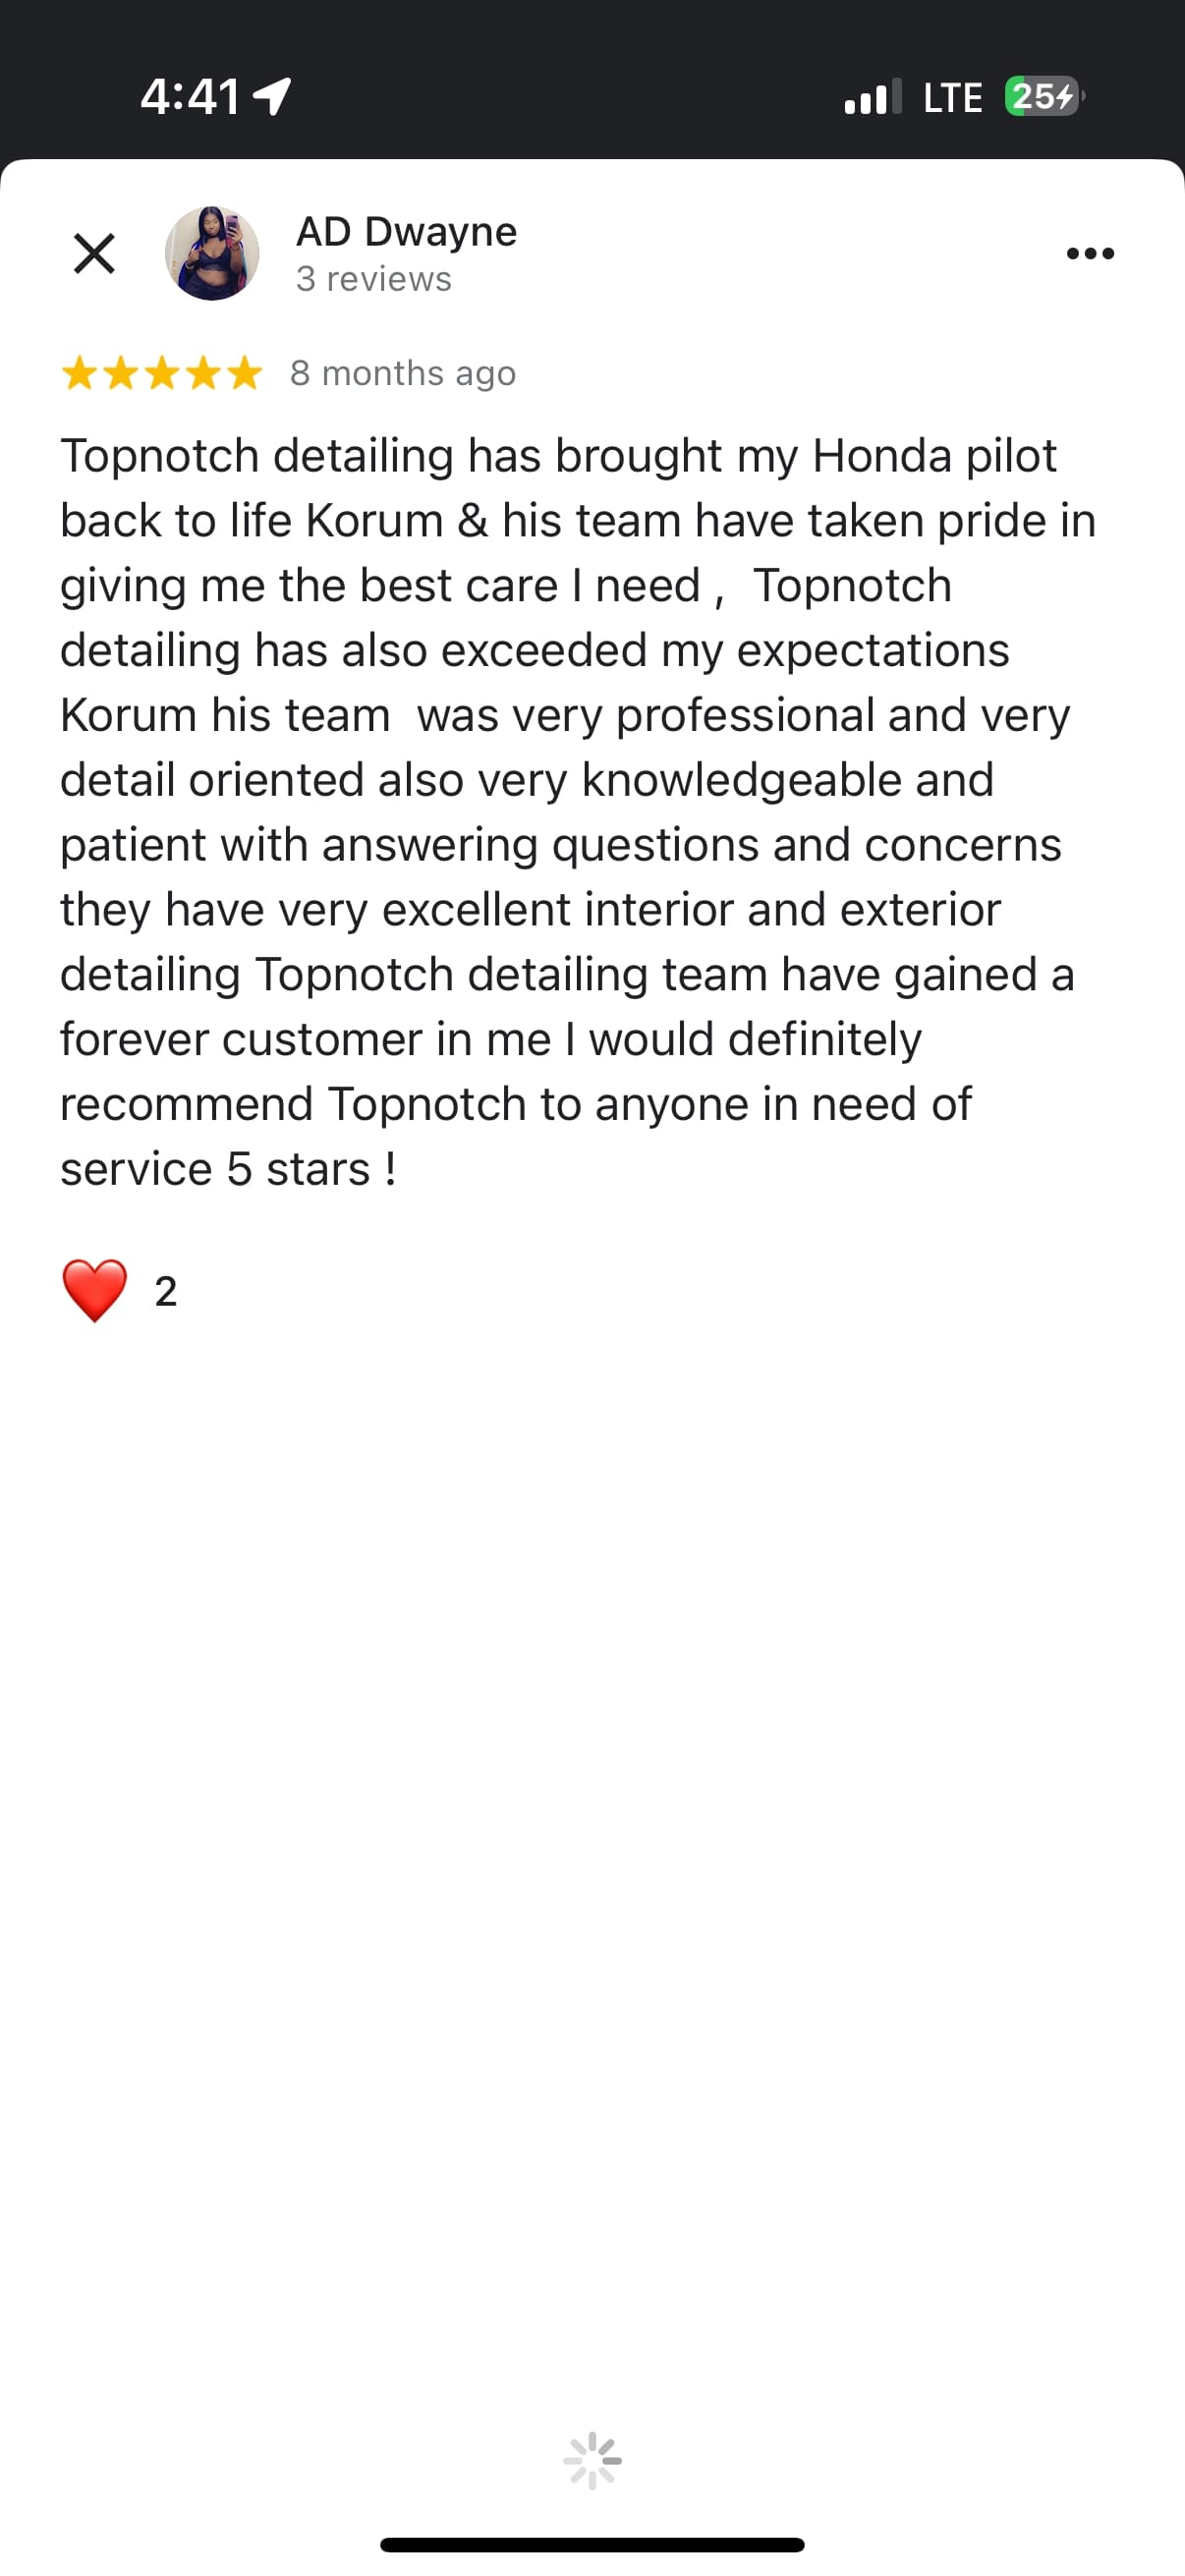 4:41 LTE 25
AD Dwayne
3 reviews
8 months ago
Topnotch detailing has brought my Honda pilot
back to life Korum & his team have taken pride in
giving me the best care I need ,  Topnotch
detailing has also exceeded my expectations
Korum his team  was very professional and very
detail oriented also very knowledgeable and
patient with answering questions and concerns
they have very excellent interior and exterior
detailing Topnotch detailing team have gained a
forever customer in me I would definitely
recommend Topnotch to anyone in need of
service 5 stars !
❤️ 2